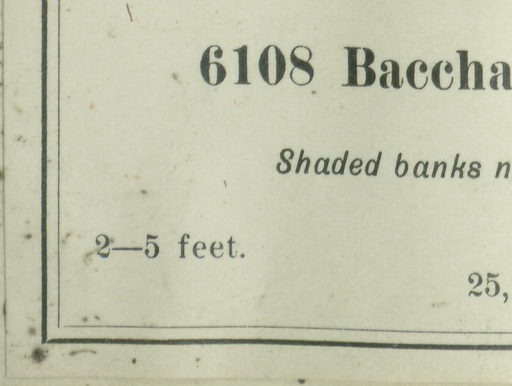 6108 Baccha
Shaded banks n
2—5 feet.
25,